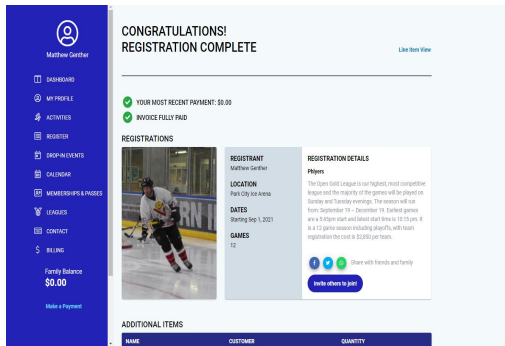 Matthew Genther
DASHBOARD
MY PROFILE
ACTIVITIES
REGISTER
DROP-IN EVENTS
CALENDAR
MEMBERSHIPS & PASSES
LEAGUES
CONTACT
BILLING
Family Balance
$0.00
Make a Payment
CONGRATULATIONS!
REGISTRATION COMPLETE
Line Item View
YOUR MOST RECENT PAYMENT: $0.00
INVOICE FULLY PAID
REGISTRATIONS
REGISTRANT
Matthew Genther
LOCATION
Park City Ice Arena
DATES
Starting Sep 1, 2021
GAMES
12
REGISTRATION DETAILS
Phlyers
The Open Gold League is our highest, most competitive
league and the majority of the games will be played on
Sunday and Tuesday evenings. The season will run
from: September 19 – December 19. Earliest games
are a 5:45pm start and latest start time is 10:15 pm. It
is a 13 game season including playoffs, with team
registration the cost is $2,850 per team.
Share with friends and family
Invite others to join!
ADDITIONAL ITEMS
NAME CUSTOMER QUANTITY